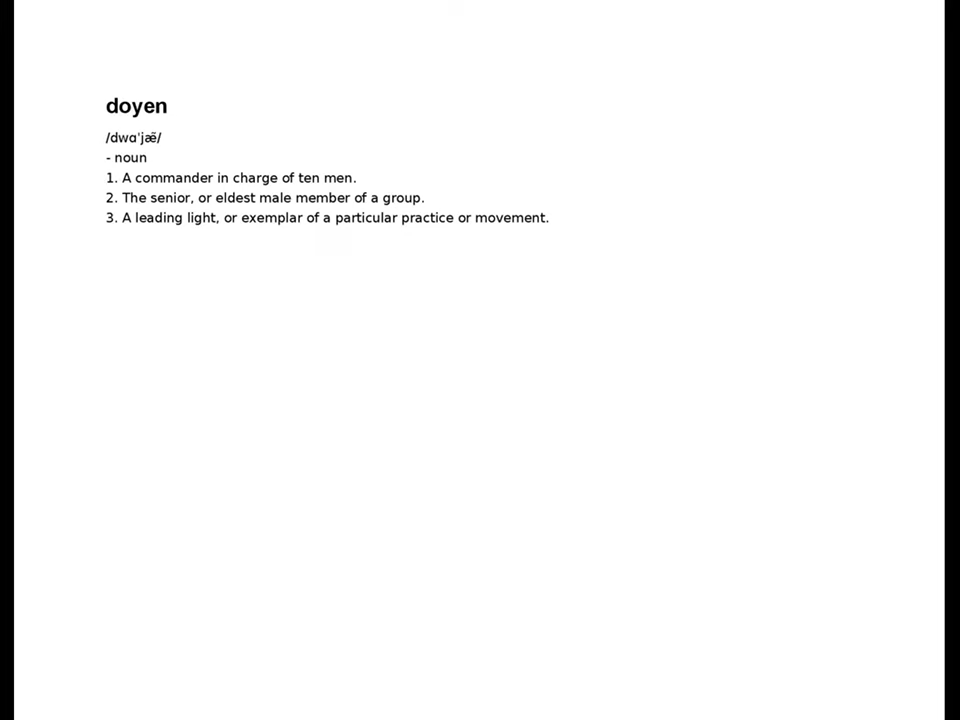 doyen
/dwɑˈjæ̃/
- noun
1. A commander in charge of ten men.
2. The senior, or eldest male member of a group.
3. A leading light, or exemplar of a particular practice or movement.